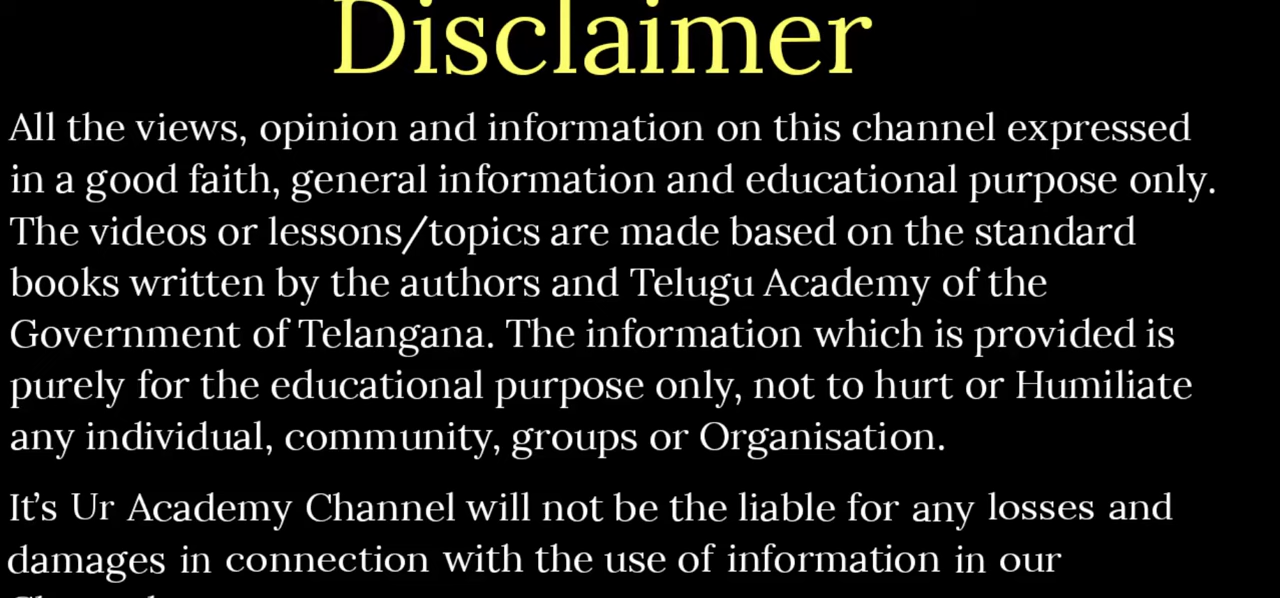 Disclaimer
All the views, opinion and information on this channel expressed
in a good faith, general information and educational purpose only.
The videos or lessons/topics are made based on the standard
books written by the authors and Telugu Academy of the
Government of Telangana. The information which is provided is
purely for the educational purpose only, not to hurt or Humiliate
any individual, community, groups or Organisation.
It's Ur Academy Channel will not be the liable for any losses and
damages in connection with the use of information in our